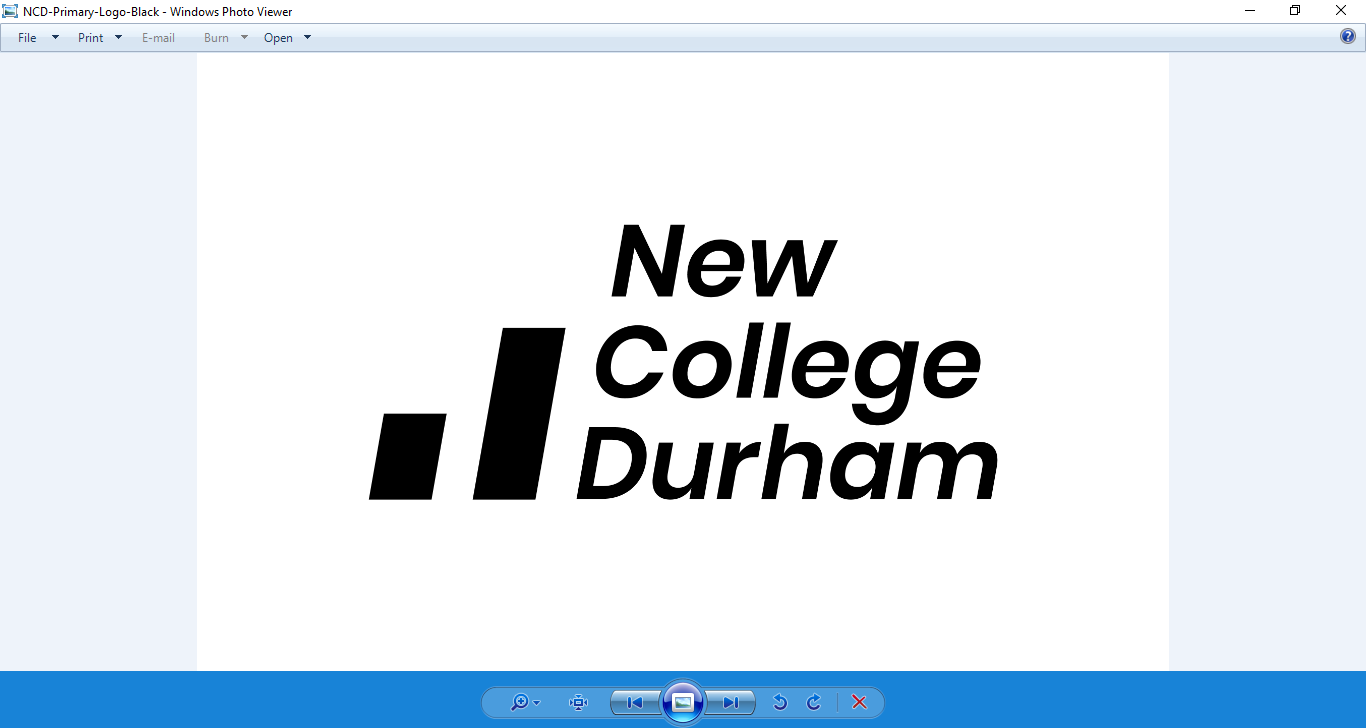 NCD-Primary-Logo-Black - Windows Photo Viewer
File Print E-mail Burn Open
New
College
Durham